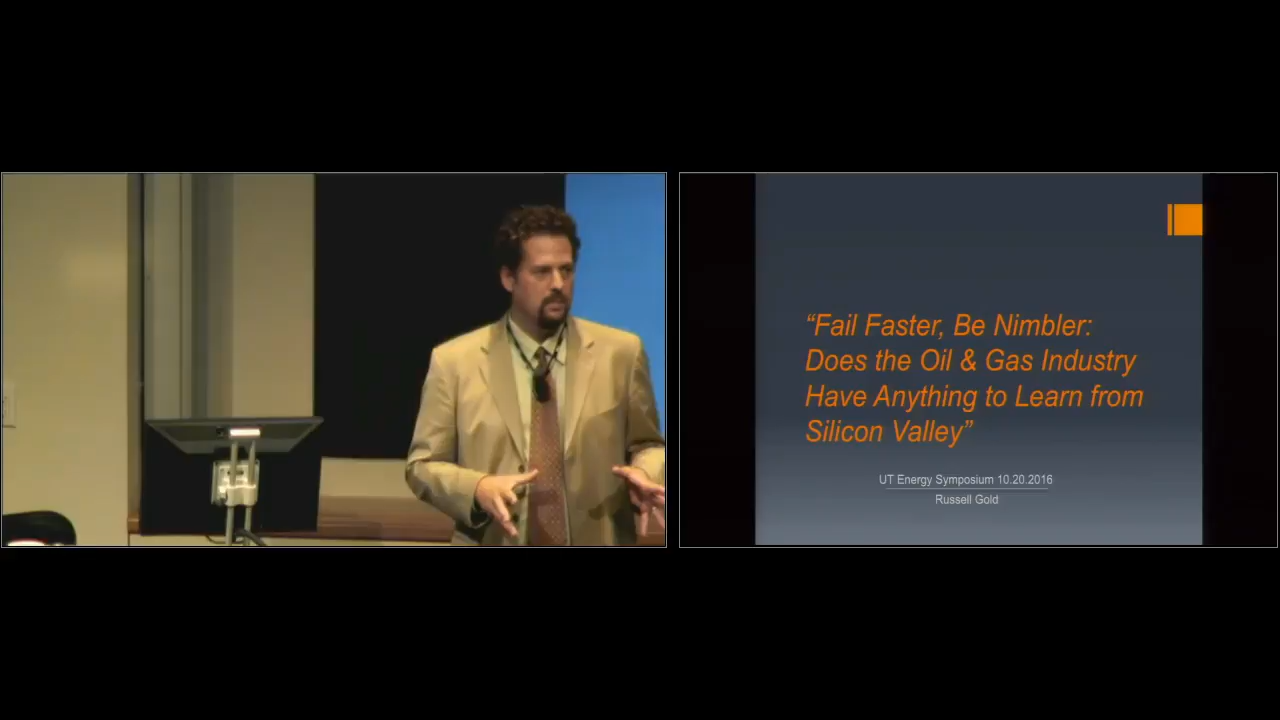 “Fail Faster, Be Nimbler:
Does the Oil & Gas Industry
Have Anything to Learn from
Silicon Valley”
UT Energy Symposium 10.20.2016
Russell Gold